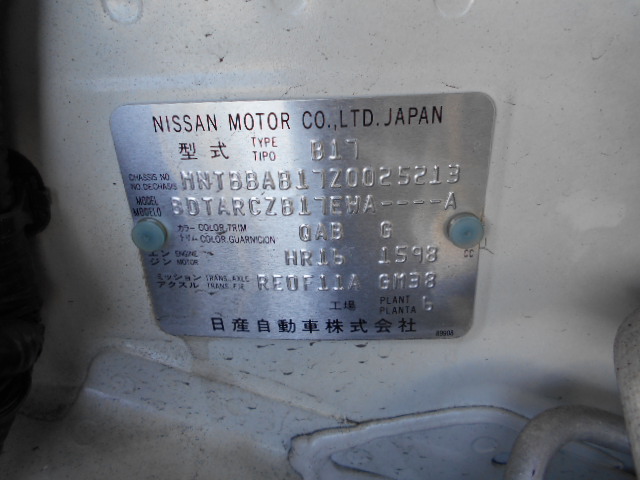 NISSAN MOTOR CO.,LTD. JAPAN
型式 TYPE TIPO B17
CHASSIS NO. NO. DECHASIS MNTBBAB17Z0025213
MODEL MODELO BDTARCZB17EWA----A
カラー COLOR,TRIM トリム COLOR,GUARNICION QAB G
エンジン ENGINE MOTOR HR16 1598 CC
ミッション TRANS. AXLE アクスル TRANS. EJE RE0F11A GM38
工場 PLANT PLANTA 6
日産自動車株式会社